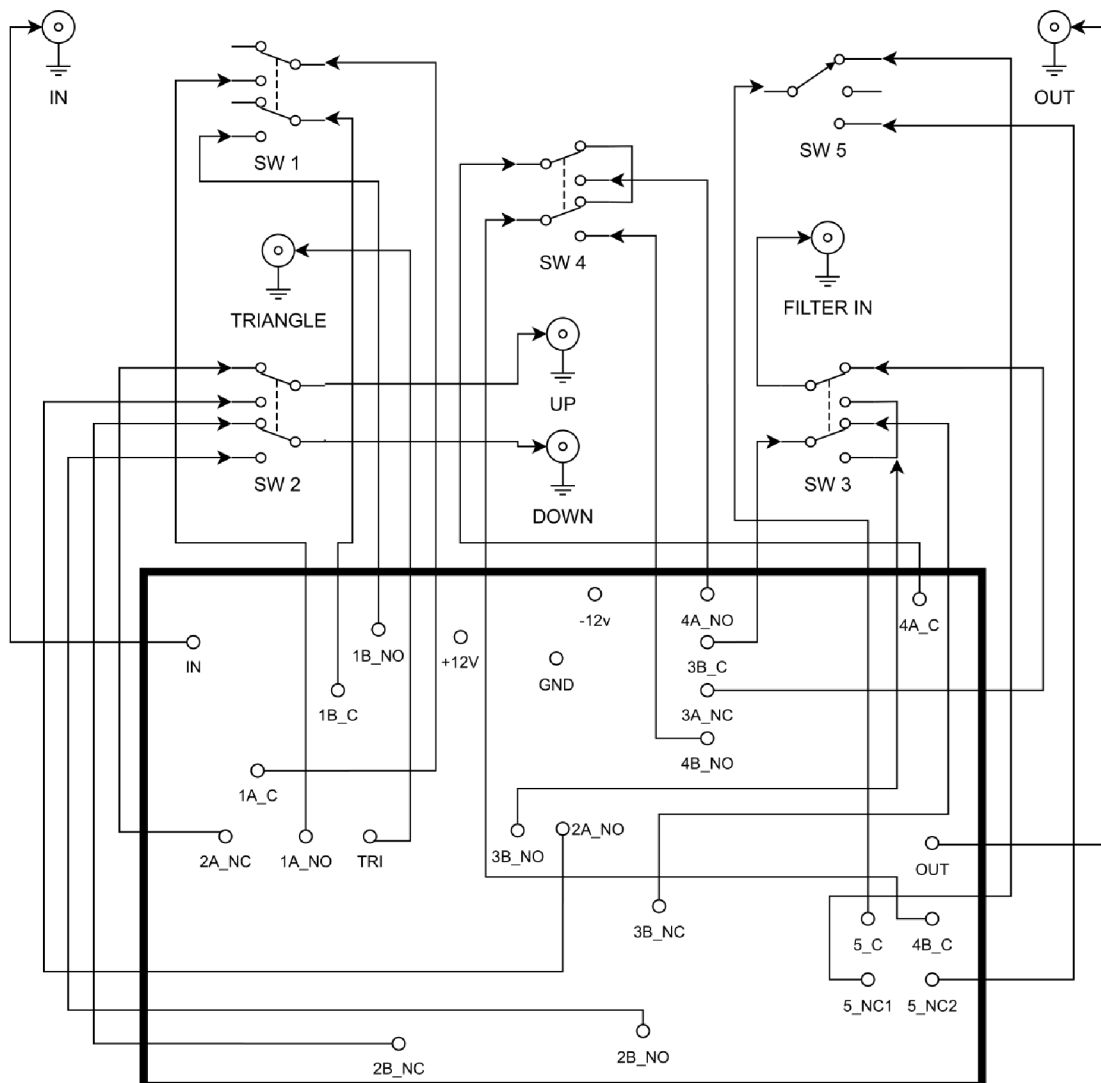 IN
OUT
SW 1
SW 5
SW 4
TRIANGLE
FILTER IN
UP
SW 2
SW 3
DOWN
-12v
4A_NO
4A_C
1B_NO
+12V
IN
3B_C
GND
1B_C
3A_NC
4B_NO
1A_C
2A_NO
2A_NC
1A_NO
TRI
3B_NO
OUT
3B_NC
5_C
4B_C
5_NC1
5_NC2
2B_NO
2B_NC